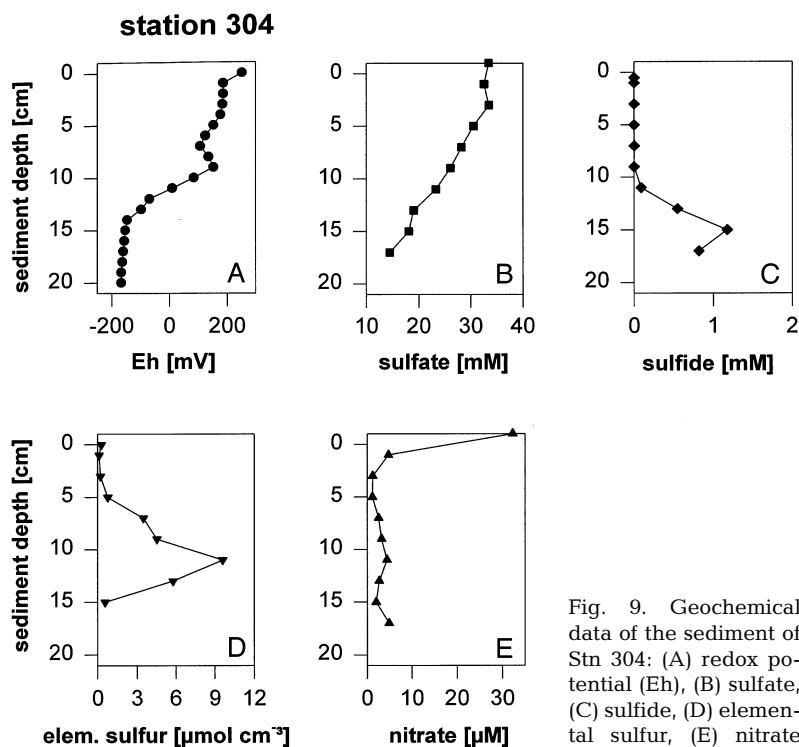 station 304
sediment depth [cm]
0
5
10
15
20
-200 0 200
Eh [mV]
A
0
5
10
15
20
10 20 30 40
sulfate [mM]
B
0
5
10
15
20
0 1 2
sulfide [mM]
C
sediment depth [cm]
0
5
10
15
20
0 3 6 9 12
elem. sulfur [µmol cm⁻³]
D
0
5
10
15
20
0 10 20 30
nitrate [µM]
E
Fig. 9. Geochemical
data of the sediment of
Stn 304: (A) redox po-
tential (Eh), (B) sulfate,
(C) sulfide, (D) elemen-
tal sulfur, (E) nitrate